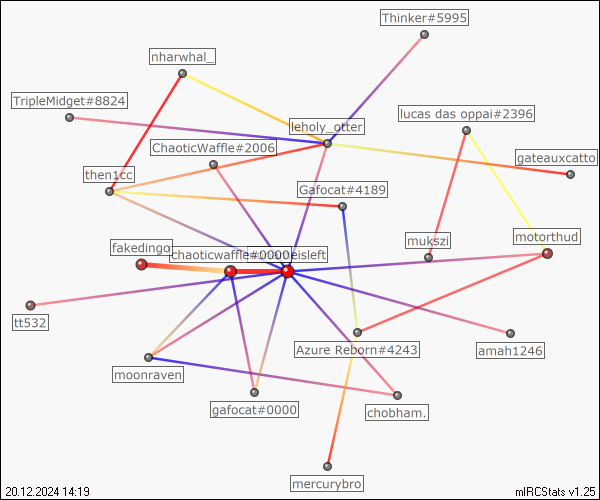 Thinker#5995
nharwhal_
TripleMidget#8824
lucas das oppai#2396
leholy_otter
ChaoticWaffle#2006
gateauxcatto
then1cc
Gafocat#4189
motorthud
mukszi
fakedingo
chaoticwaffle#0000
eisleft
tt532
Azure Reborn#4243
amah1246
moonraven
gafocat#0000
chobham.
mercurybro
20.12.2024 14:19
mIRCStats v1.25